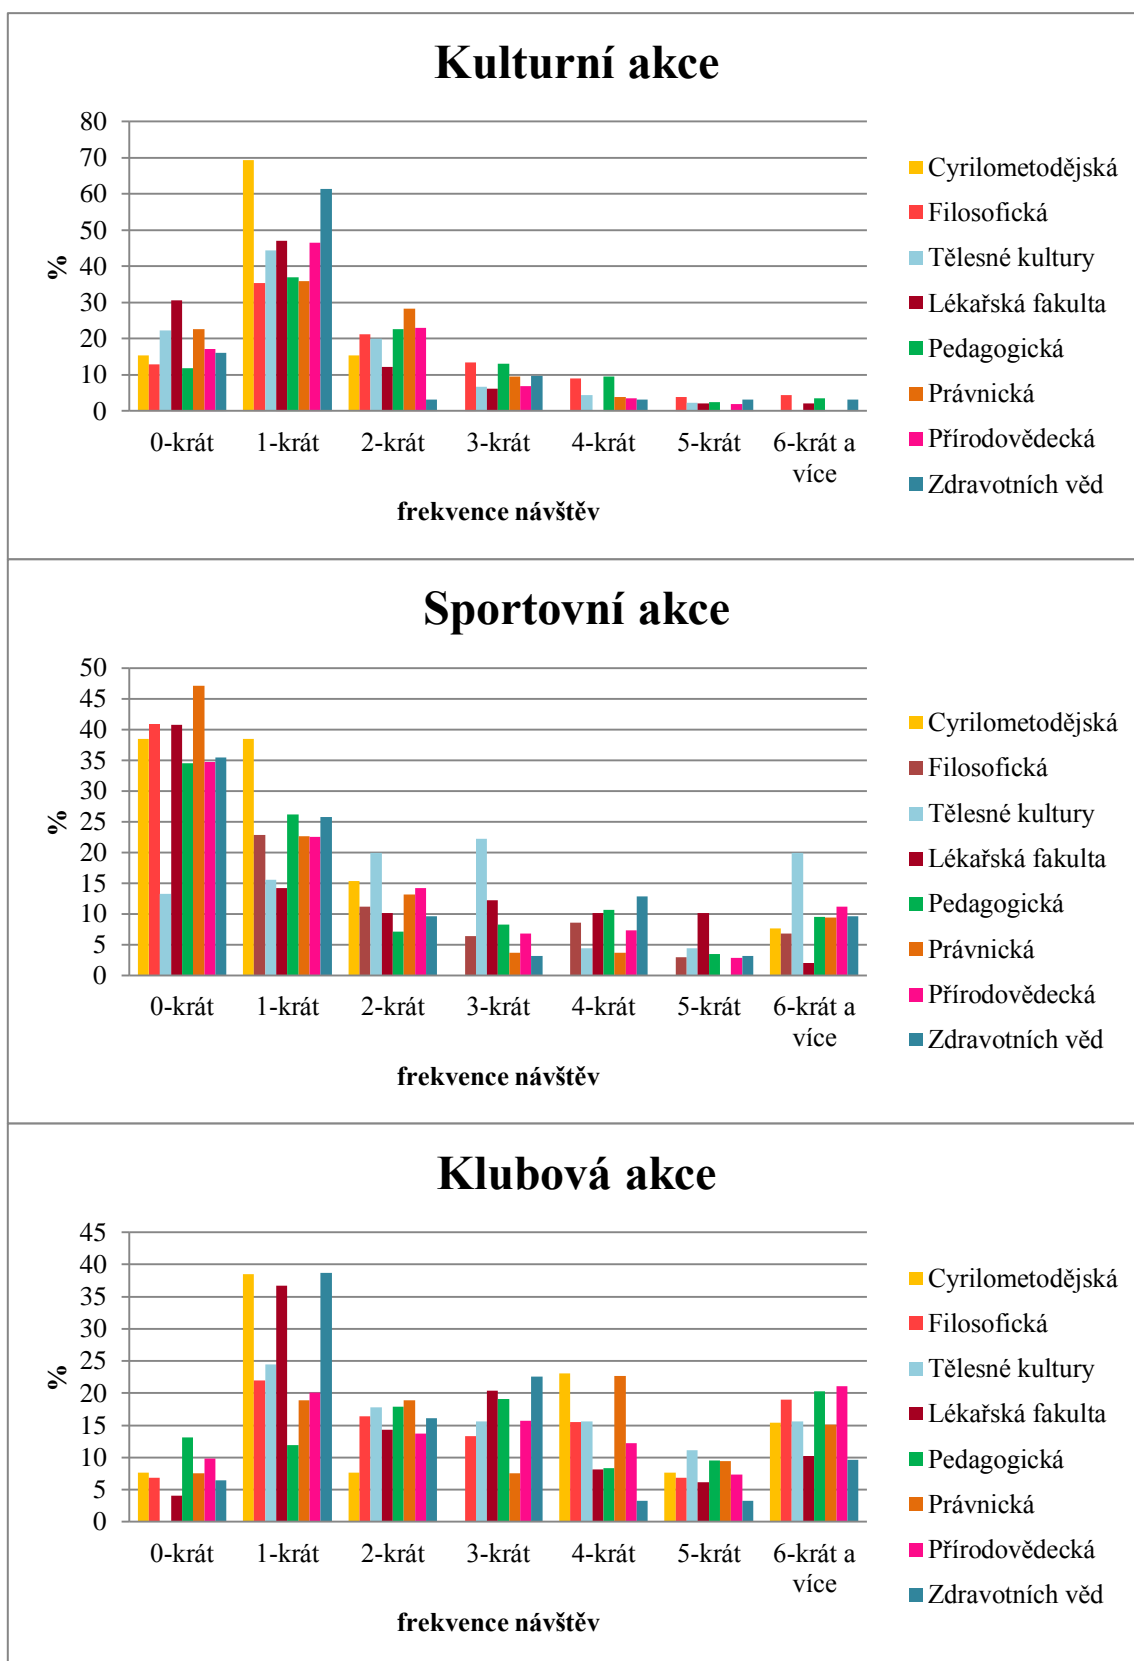 Kulturní akce
80
70
60
50
40
30
20
10
0
%
0-krát 1-krát 2-krát 3-krát 4-krát 5-krát 6-krát a
více
frekvence návštěv
Cyrilometodějská
Filosofická
Tělesné kultury
Lékařská fakulta
Pedagogická
Právnická
Přírodovědecká
Zdravotních věd
Sportovní akce
50
45
40
35
30
25
20
15
10
5
0
%
0-krát 1-krát 2-krát 3-krát 4-krát 5-krát 6-krát a
více
frekvence návštěv
Cyrilometodějská
Filosofická
Tělesné kultury
Lékařská fakulta
Pedagogická
Právnická
Přírodovědecká
Zdravotních věd
Klubová akce
45
40
35
30
25
20
15
10
5
0
%
0-krát 1-krát 2-krát 3-krát 4-krát 5-krát 6-krát a
více
frekvence návštěv
Cyrilometodějská
Filosofická
Tělesné kultury
Lékařská fakulta
Pedagogická
Právnická
Přírodovědecká
Zdravotních věd